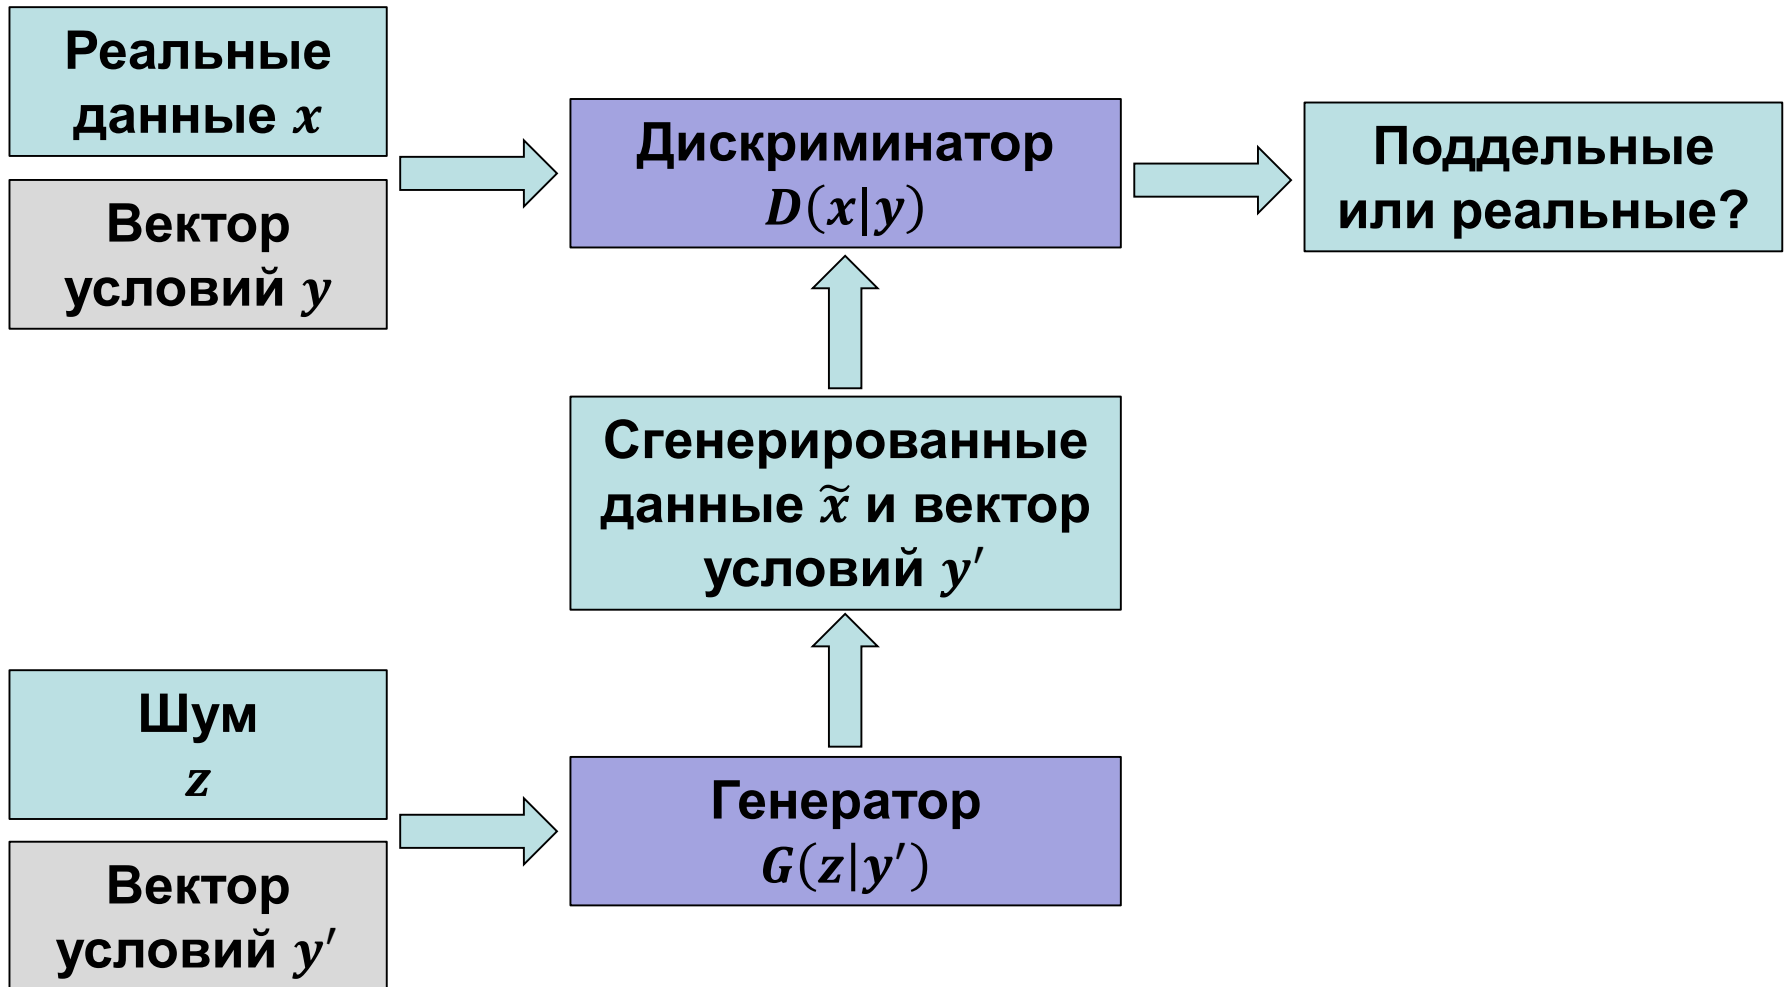 Реальные
данные x
Вектор
условий y
Дискриминатор
D(x|y)
Поддельные
или реальные?
Сгенерированные
данные x̃ и вектор
условий y′
Шум
z
Вектор
условий y′
Генератор
G(z|y′)